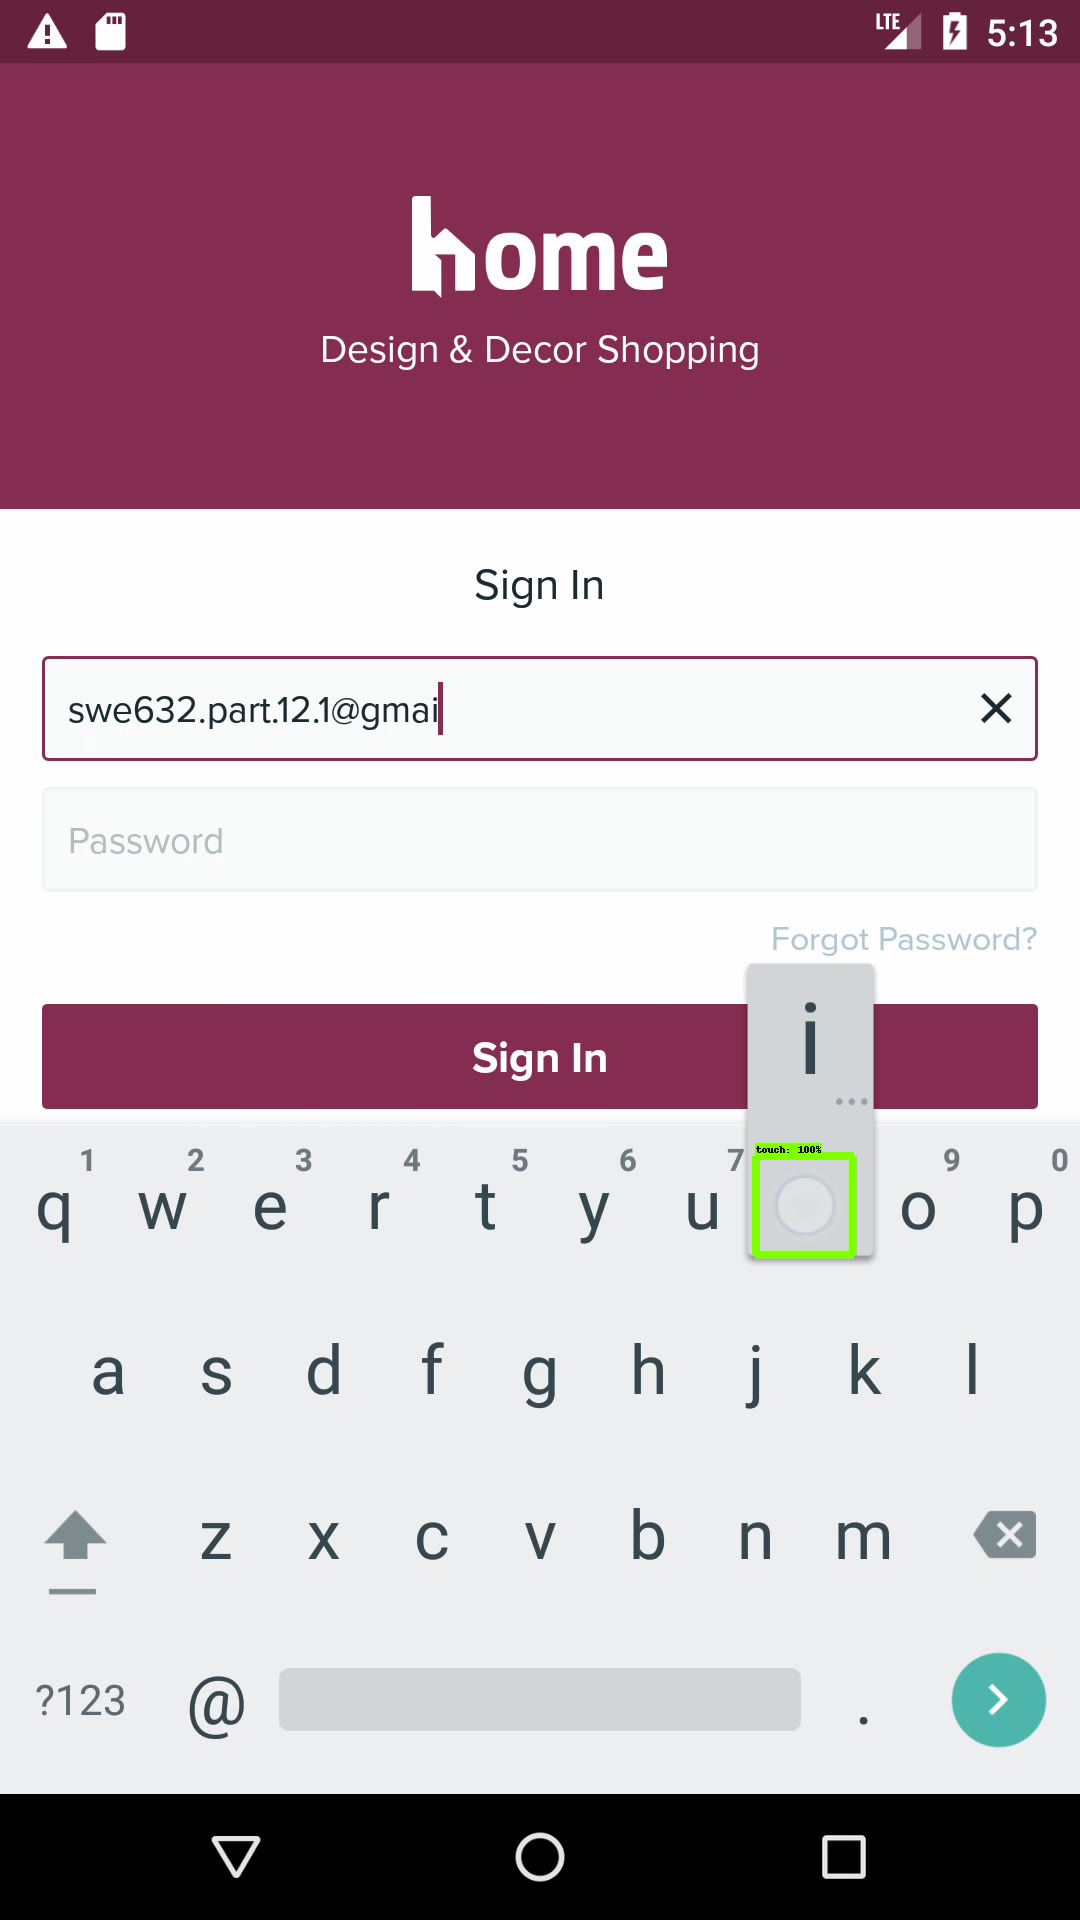 LTE 5:13
home
Design & Decor Shopping
Sign In
swe632.part.12.1@gmai
Password
Forgot Password?
Sign In
i
touch: 100%
1 2 3 4 5 6 7 9 0
q w e r t y u o p
a s d f g h j k l
z x c v b n m
?123 @ .